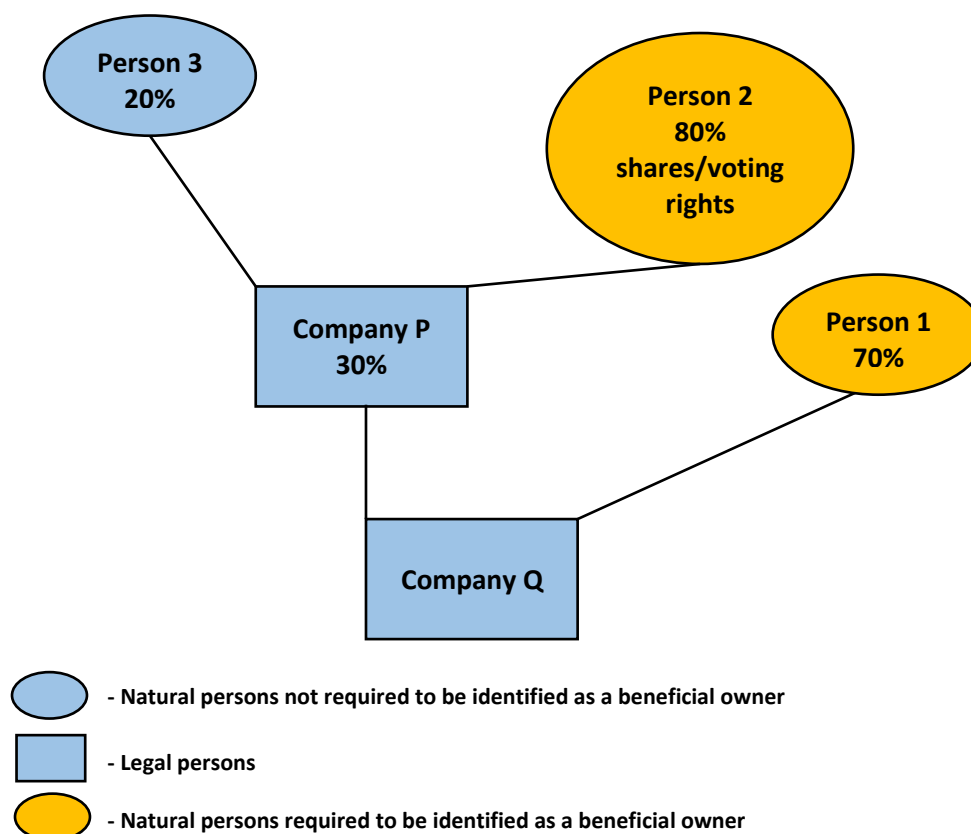 Person 3
20%
Person 2
80%
shares/voting
rights
Company P
30%
Person 1
70%
Company Q
- Natural persons not required to be identified as a beneficial owner
- Legal persons
- Natural persons required to be identified as a beneficial owner